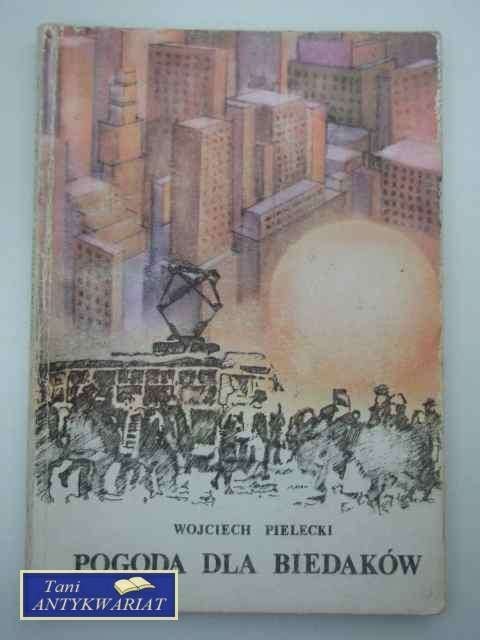 WOJCIECH PIELECKI
POGODA DLA BIEDAKÓW
Tani
ANTYKWARIAT